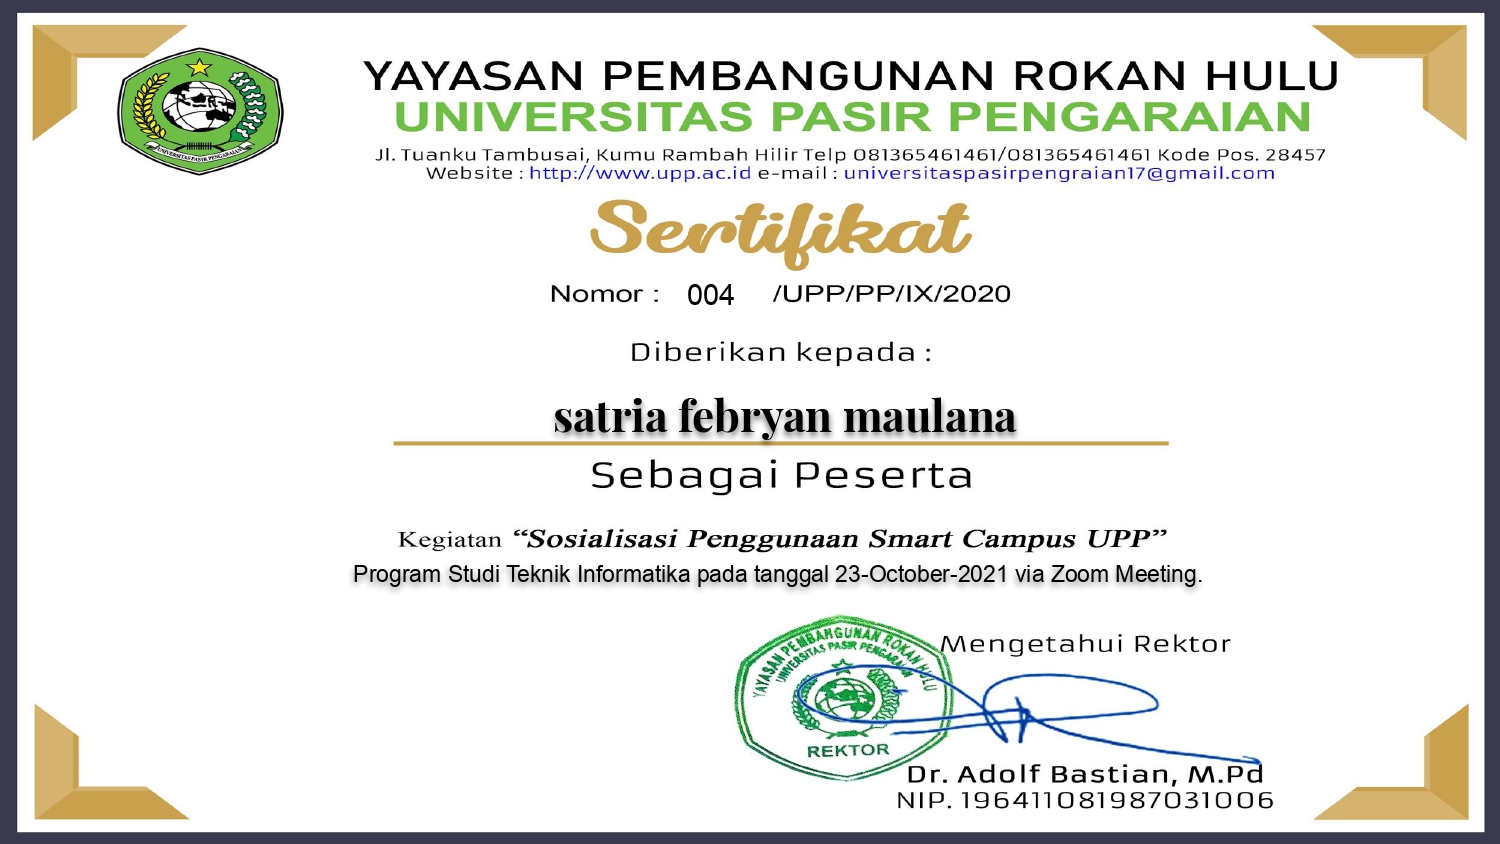 YAYASAN PEMBANGUNAN ROKAN HULU
UNIVERSITAS PASIR PENGARAIAN
Jl. Tuanku Tambusai, Kumu Rambah Hilir Telp 081365461461/081365461461 Kode Pos. 28457
Website : http://www.upp.ac.id e-mail : universitaspasirpengraian17@gmail.com
UNIVERSITAS PASIR PENGARAIAN
Sertifikat
Nomor : 004 /UPP/PP/IX/2020
Diberikan kepada :
satria febryan maulana
Sebagai Peserta
Kegiatan “Sosialisasi Penggunaan Smart Campus UPP”
Program Studi Teknik Informatika pada tanggal 23-October-2021 via Zoom Meeting.
Mengetahui Rektor
YAYASAN PEMBANGUNAN ROKAN HULU
UNIVERSITAS PASIR PENGARAIAN
REKTOR
Dr. Adolf Bastian, M.Pd
NIP. 196411081987031006